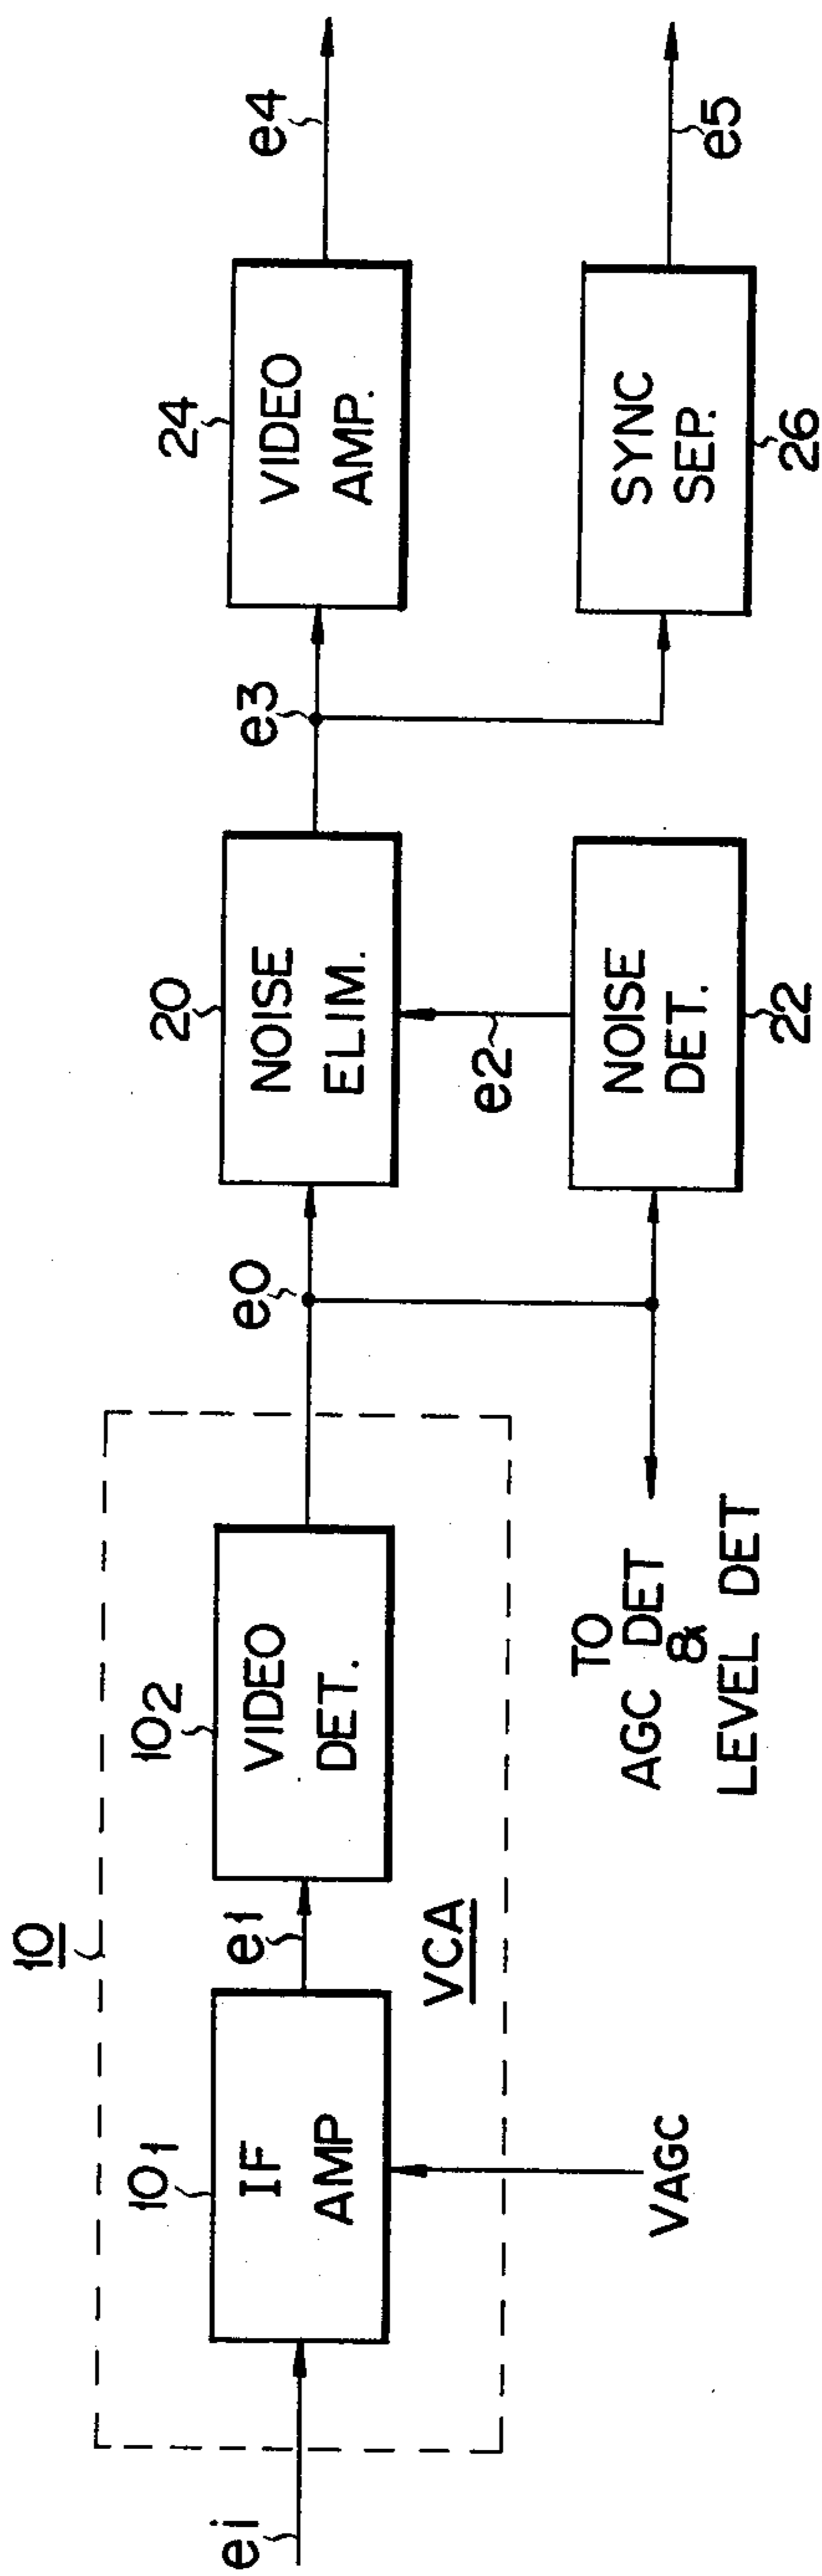 10
10₁
10₂
20
24
ei
IF
AMP
e1
VIDEO
DET.
e0
NOISE
ELIM.
e3
VIDEO
AMP.
e4
VCA
e2
VAGC
TO
AGC DET
&
LEVEL DET
NOISE
DET.
22
SYNC
SEP.
26
e5